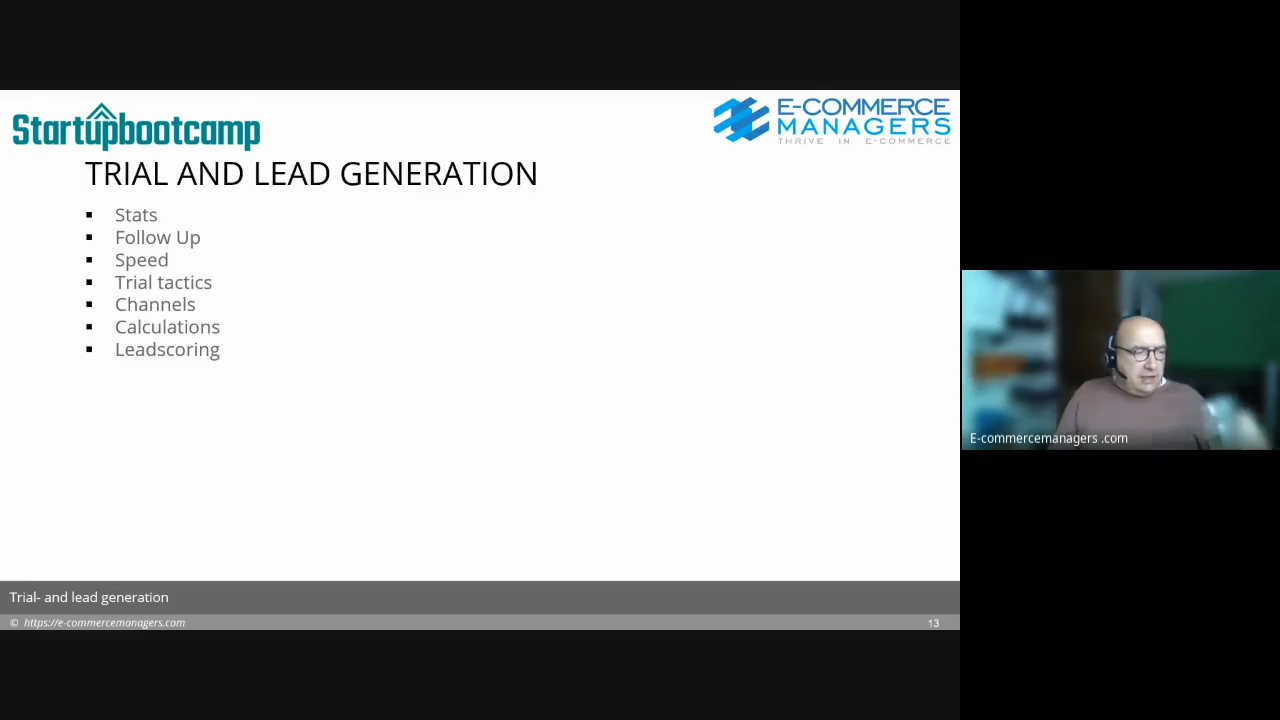 Startupbootcamp
E-COMMERCE
MANAGERS
THRIVE IN E-COMMERCE
TRIAL AND LEAD GENERATION
▪ Stats
▪ Follow Up
▪ Speed
▪ Trial tactics
▪ Channels
▪ Calculations
▪ Leadscoring
E-commercemanagers .com
Trial- and lead generation
© https://e-commercemanagers.com
13